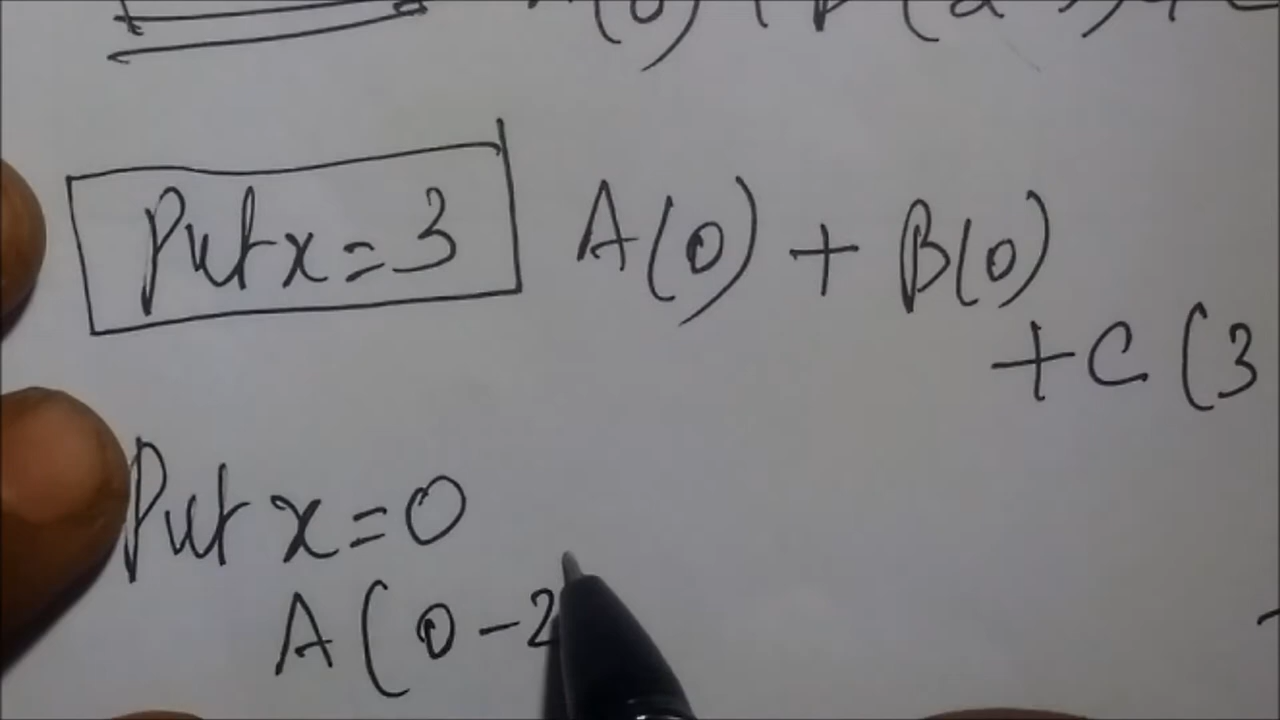 Put x=3 A(0) + B(0)
+C (3
Put x=0
A(0-2